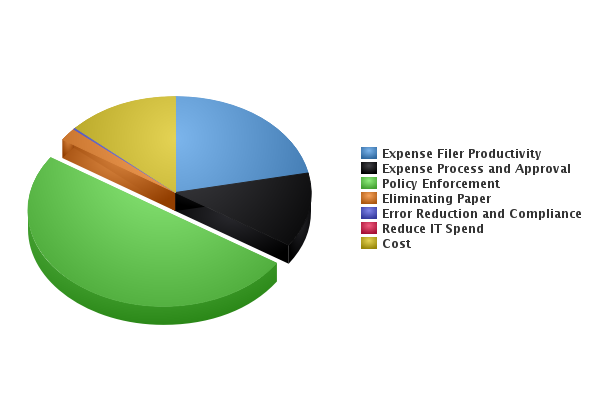 Expense Filer Productivity
Expense Process and Approval
Policy Enforcement
Eliminating Paper
Error Reduction and Compliance
Reduce IT Spend
Cost